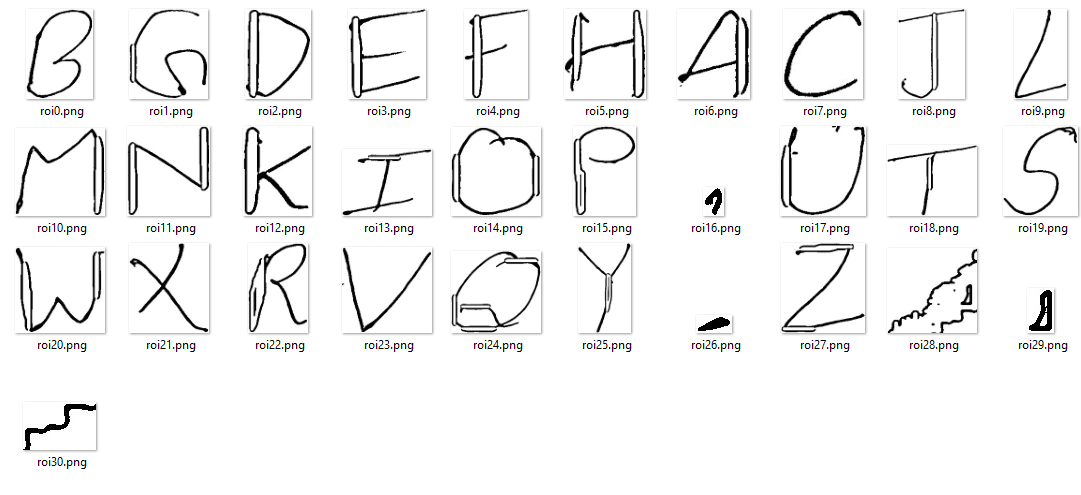 B G D E F H A C J L
roi0.png roi1.png roi2.png roi3.png roi4.png roi5.png roi6.png roi7.png roi8.png roi9.png
M N K I O P U T S
roi10.png roi11.png roi12.png roi13.png roi14.png roi15.png roi16.png roi17.png roi18.png roi19.png
W X R V Q Y Z
roi20.png roi21.png roi22.png roi23.png roi24.png roi25.png roi26.png roi27.png roi28.png roi29.png
roi30.png